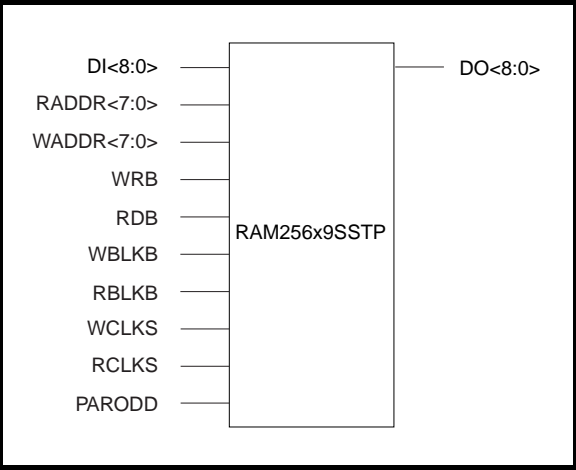 DI<8:0>
DO<8:0>
RADDR<7:0>
WADDR<7:0>
WRB
RDB
RAM256x9SSTP
WBLKB
RBLKB
WCLKS
RCLKS
PARODD